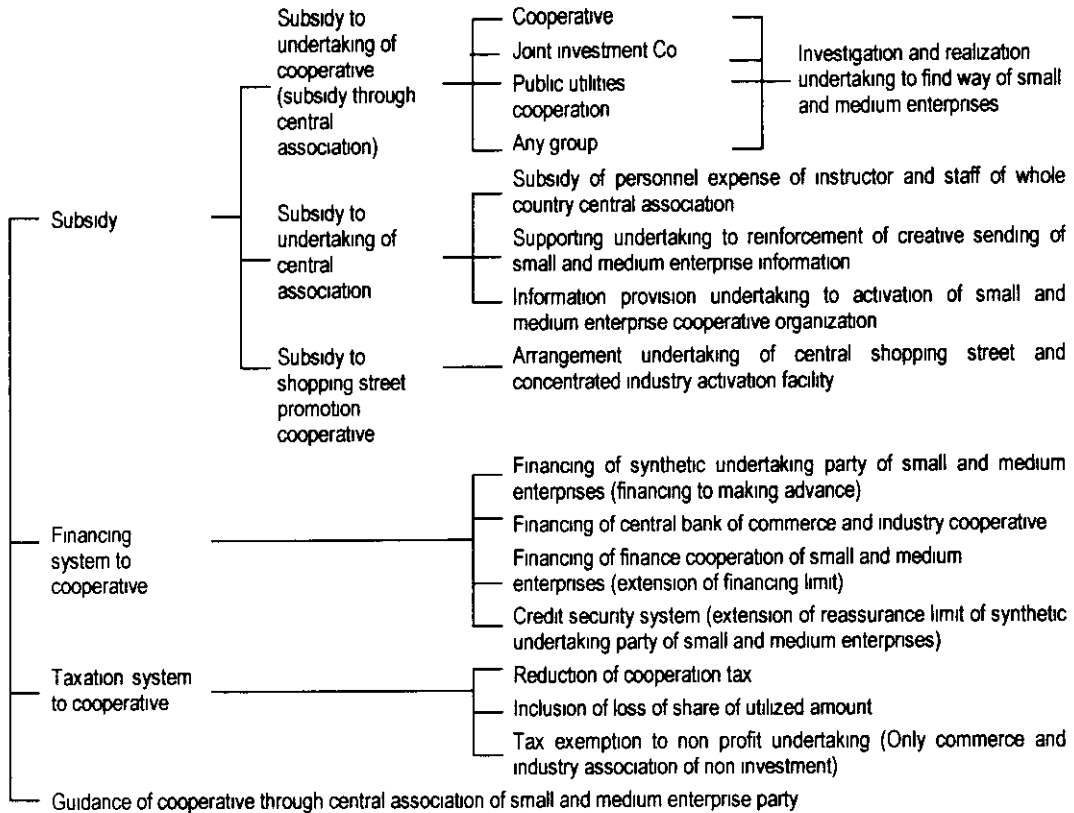 Subsidy
Subsidy to
undertaking of
cooperative
(subsidy through
central
association)
Cooperative
Joint investment Co
Public utilities
cooperation
Any group
Investigation and realization
undertaking to find way of small
and medium enterprises
Subsidy to
undertaking of
central
association
Subsidy of personnel expense of instructor and staff of whole
country central association
Supporting undertaking to reinforcement of creative sending of
small and medium enterprise information
Information provision undertaking to activation of small and
medium enterprise cooperative organization
Subsidy to
shopping street
promotion
cooperative
Arrangement undertaking of central shopping street and
concentrated industry activation facility
Financing
system to
cooperative
Financing of synthetic undertaking party of small and medium
enterprises (financing to making advance)
Financing of central bank of commerce and industry cooperative
Financing of finance cooperation of small and medium
enterprises (extension of financing limit)
Credit security system (extension of reassurance limit of synthetic
undertaking party of small and medium enterprises)
Taxation system
to cooperative
Reduction of cooperation tax
Inclusion of loss of share of utilized amount
Tax exemption to non profit undertaking (Only commerce and
industry association of non investment)
Guidance of cooperative through central association of small and medium enterprise party